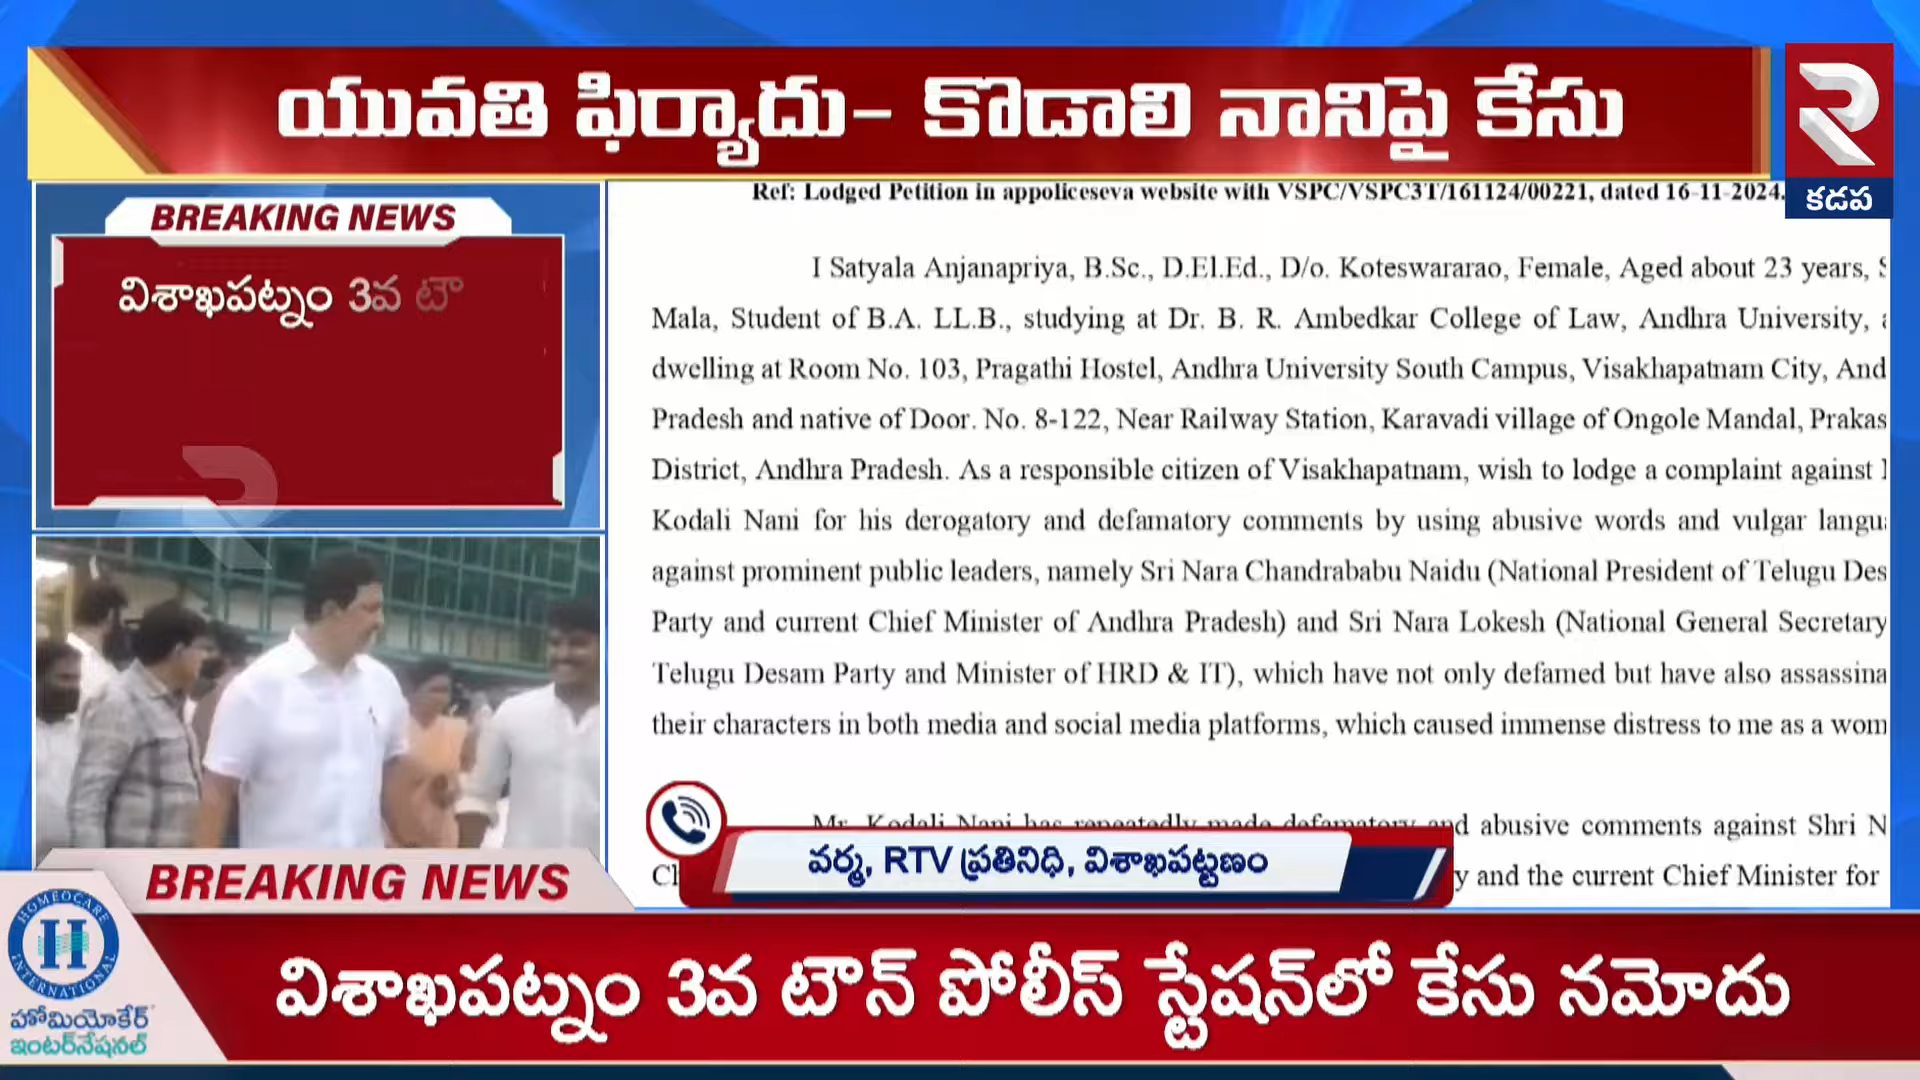 యువతి ఫిర్యాదు- కొడాలి నానిపై కేసు
R
కడప
BREAKING NEWS
విశాఖపట్నం 3వ టౌ
Ref: Lodged Petition in appoliceseva website with VSPC/VSPC3T/161124/00221, dated 16-11-2024.
I Satyala Anjanapriya, B.Sc., D.El.Ed., D/o. Koteswararao, Female, Aged about 23 years,
Mala, Student of B.A. LL.B., studying at Dr. B. R. Ambedkar College of Law, Andhra University,
dwelling at Room No. 103, Pragathi Hostel, Andhra University South Campus, Visakhapatnam City, And
Pradesh and native of Door. No. 8-122, Near Railway Station, Karavadi village of Ongole Mandal, Prakas
District, Andhra Pradesh. As a responsible citizen of Visakhapatnam, wish to lodge a complaint against
Kodali Nani for his derogatory and defamatory comments by using abusive words and vulgar langu
against prominent public leaders, namely Sri Nara Chandrababu Naidu (National President of Telugu Des
Party and current Chief Minister of Andhra Pradesh) and Sri Nara Lokesh (National General Secretary
Telugu Desam Party and Minister of HRD & IT), which have not only defamed but have also assassina
their characters in both media and social media platforms, which caused immense distress to me as a wom
Mr. Kodali Nani has repeatedly made defamatory and abusive comments against Shri N
y and the current Chief Minister for
వర్మ, RTV ప్రతినిధి, విశాఖపట్టణం
BREAKING NEWS
విశాఖపట్నం 3వ టౌన్ పోలీస్ స్టేషన్‌లో కేసు నమోదు
HOMEOCARE
INTERNATIONAL
హోమియోకేర్
ఇంటర్‌నేషనల్